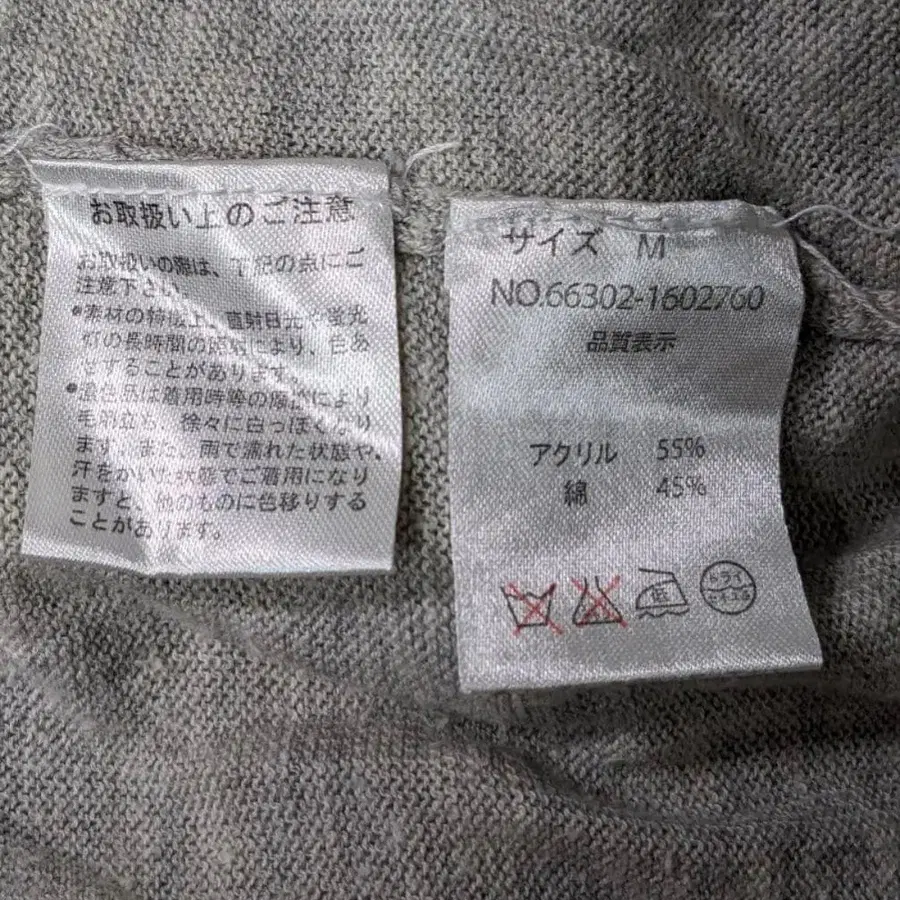 お取扱い上のご注意
お取扱いの際は、下記の点にご
注意下さい。
•素材の特性上、直射日光や蛍光
灯の長時間の照射により、色あ
せすることがあります。
•濃色品は着用時等の摩擦により
毛羽立ち、徐々に白っぽくなり
ます。また、雨で濡れた状態や、
汗をかいた状態でご着用になり
ますと、他のものに色移りする
ことがあります。
サイズ M
NO.66302-1602760
品質表示
アクリル 55%
綿 45%
ドライ